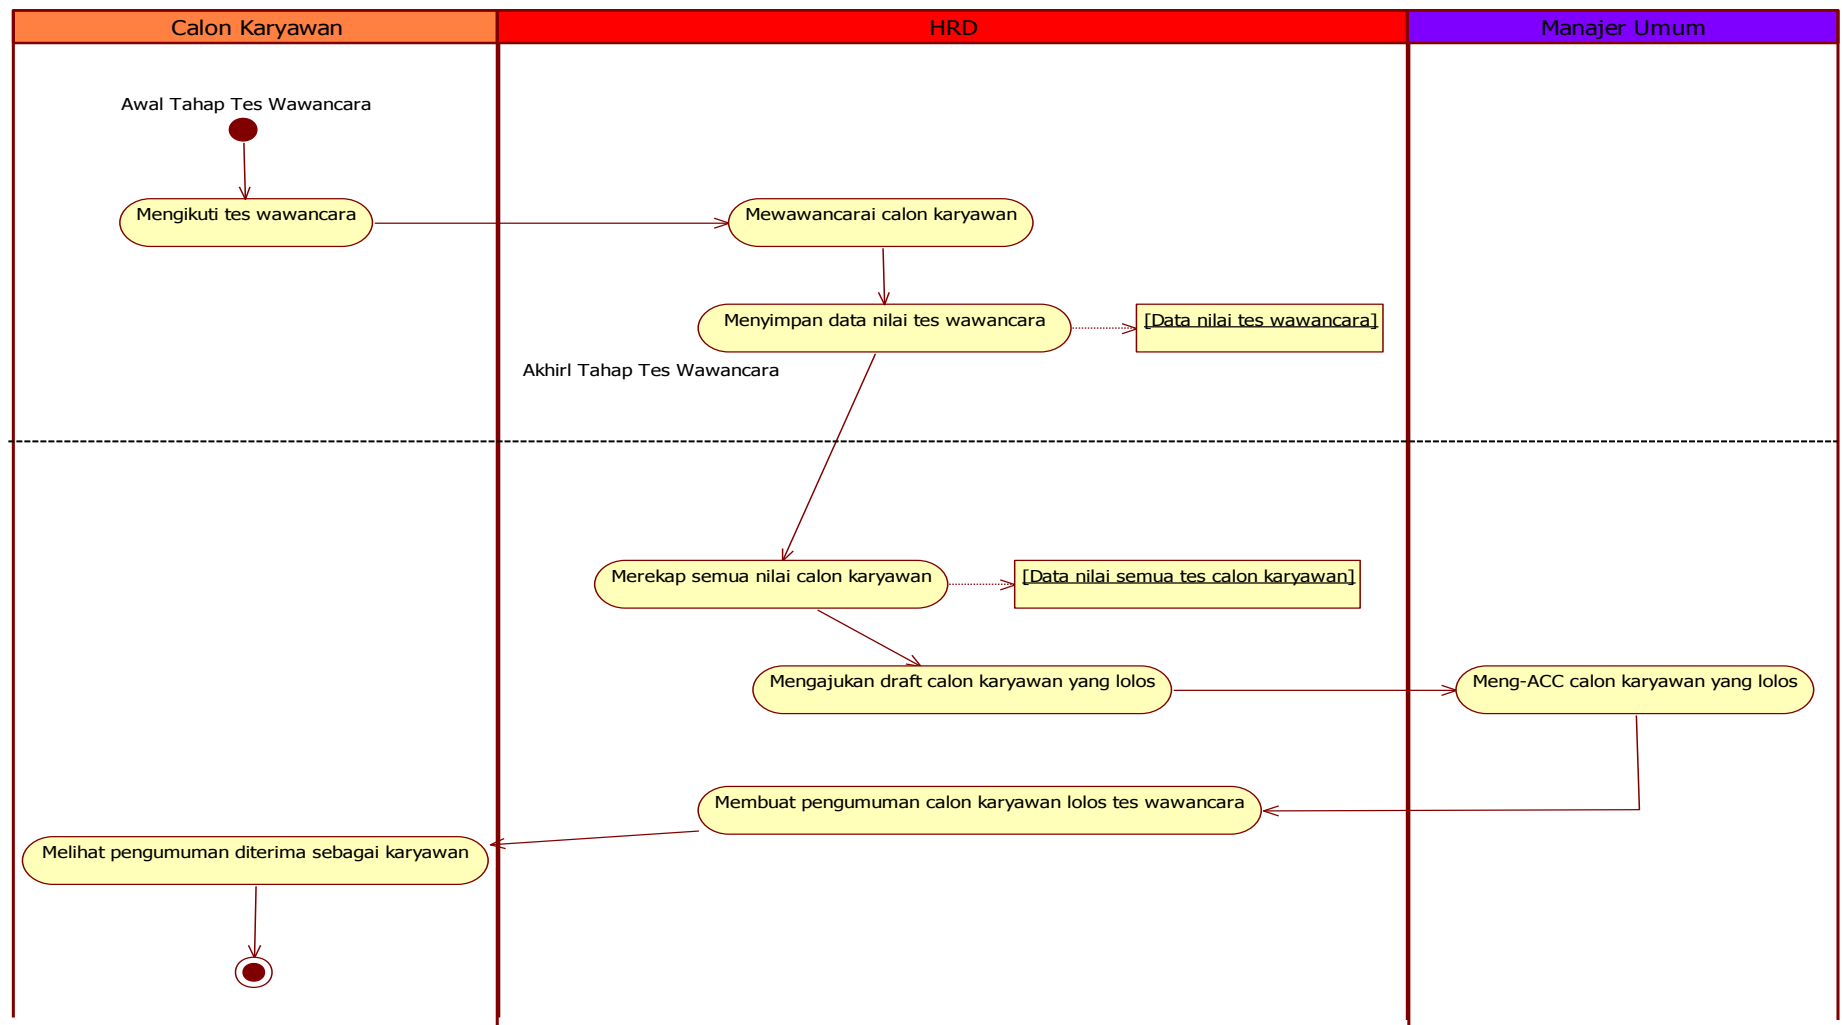 Calon Karyawan
HRD
Manajer Umum
Awal Tahap Tes Wawancara
Mengikuti tes wawancara
Mewawancarai calon karyawan
Menyimpan data nilai tes wawancara
[Data nilai tes wawancara]
Akhirl Tahap Tes Wawancara
Merekap semua nilai calon karyawan
[Data nilai semua tes calon karyawan]
Mengajukan draft calon karyawan yang lolos
Meng-ACC calon karyawan yang lolos
Membuat pengumuman calon karyawan lolos tes wawancara
Melihat pengumuman diterima sebagai karyawan